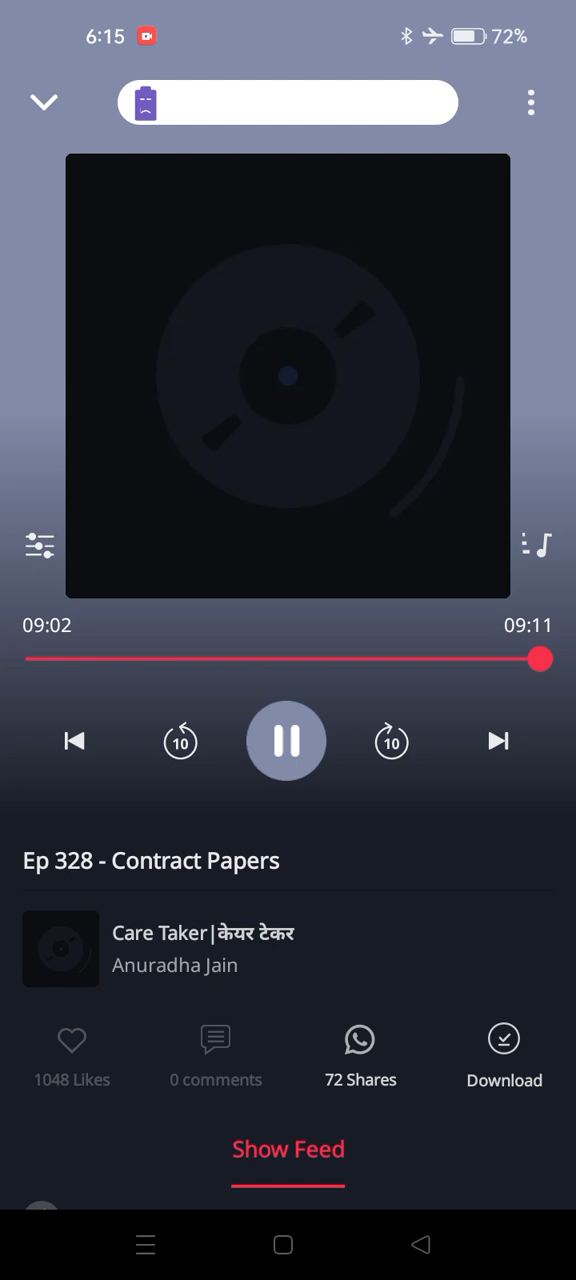 6:15
72%
09:02
09:11
10
10
Ep 328 - Contract Papers
Care Taker|केयर टेकर
Anuradha Jain
1048 Likes
0 comments
72 Shares
Download
Show Feed